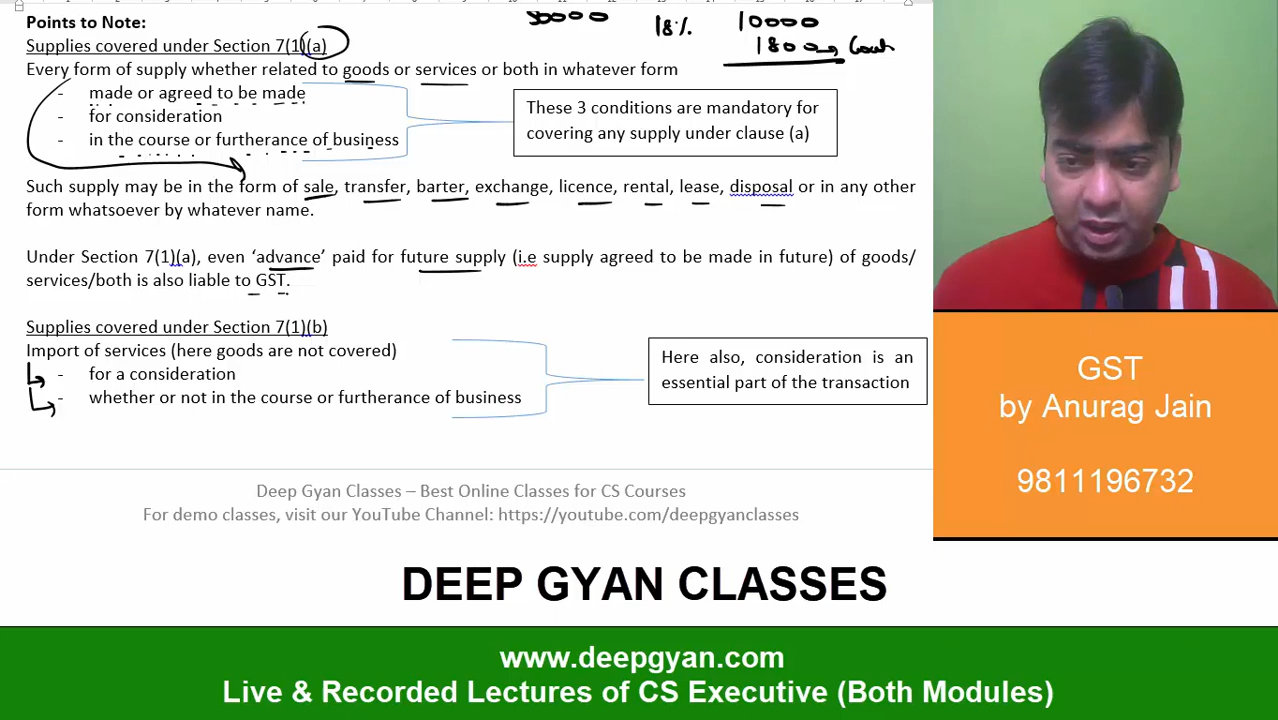 Points to Note:
18%
10000
1800
Supplies covered under Section 7(1)(a)
Every form of supply whether related to goods or services or both in whatever form
- made or agreed to be made
- for consideration
- in the course or furtherance of business
These 3 conditions are mandatory for
covering any supply under clause (a)
Such supply may be in the form of sale, transfer, barter, exchange, licence, rental, lease, disposal or in any other
form whatsoever by whatever name.
Under Section 7(1)(a), even ‘advance’ paid for future supply (i.e supply agreed to be made in future) of goods/
services/both is also liable to GST.
Supplies covered under Section 7(1)(b)
Import of services (here goods are not covered)
- for a consideration
- whether or not in the course or furtherance of business
Here also, consideration is an
essential part of the transaction
Deep Gyan Classes – Best Online Classes for CS Courses
For demo classes, visit our YouTube Channel: https://youtube.com/deepgyanclasses
GST
by Anurag Jain
9811196732
DEEP GYAN CLASSES
www.deepgyan.com
Live & Recorded Lectures of CS Executive (Both Modules)